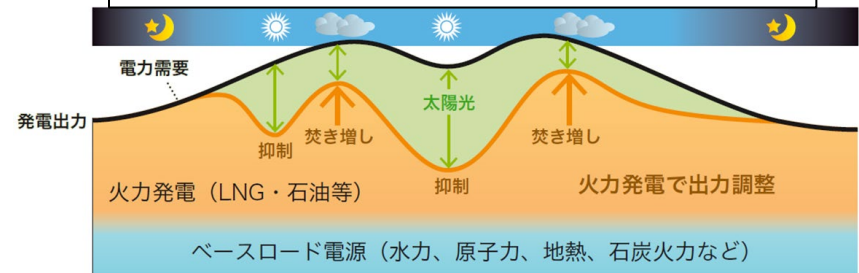 電力需要
発電出力
太陽光
抑制
焚き増し
抑制
焚き増し
火力発電（LNG・石油等）
火力発電で出力調整
ベースロード電源（水力、原子力、地熱、石炭火力など）